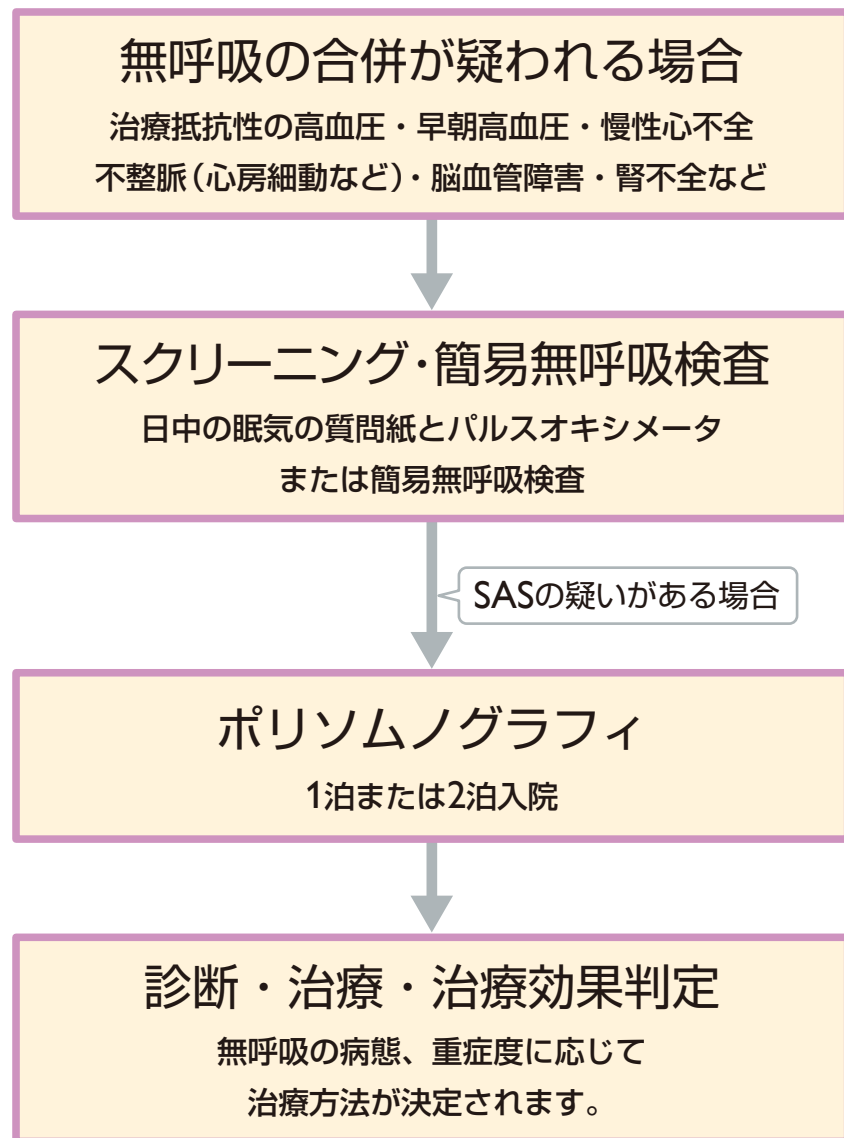 無呼吸の合併が疑われる場合
治療抵抗性の高血圧・早朝高血圧・慢性心不全
不整脈(心房細動など)・脳血管障害・腎不全など
スクリーニング・簡易無呼吸検査
日中の眠気の質問紙とパルスオキシメータ
または簡易無呼吸検査
SASの疑いがある場合
ポリソムノグラフィ
1泊または2泊入院
診断・治療・治療効果判定
無呼吸の病態、重症度に応じて
治療方法が決定されます。